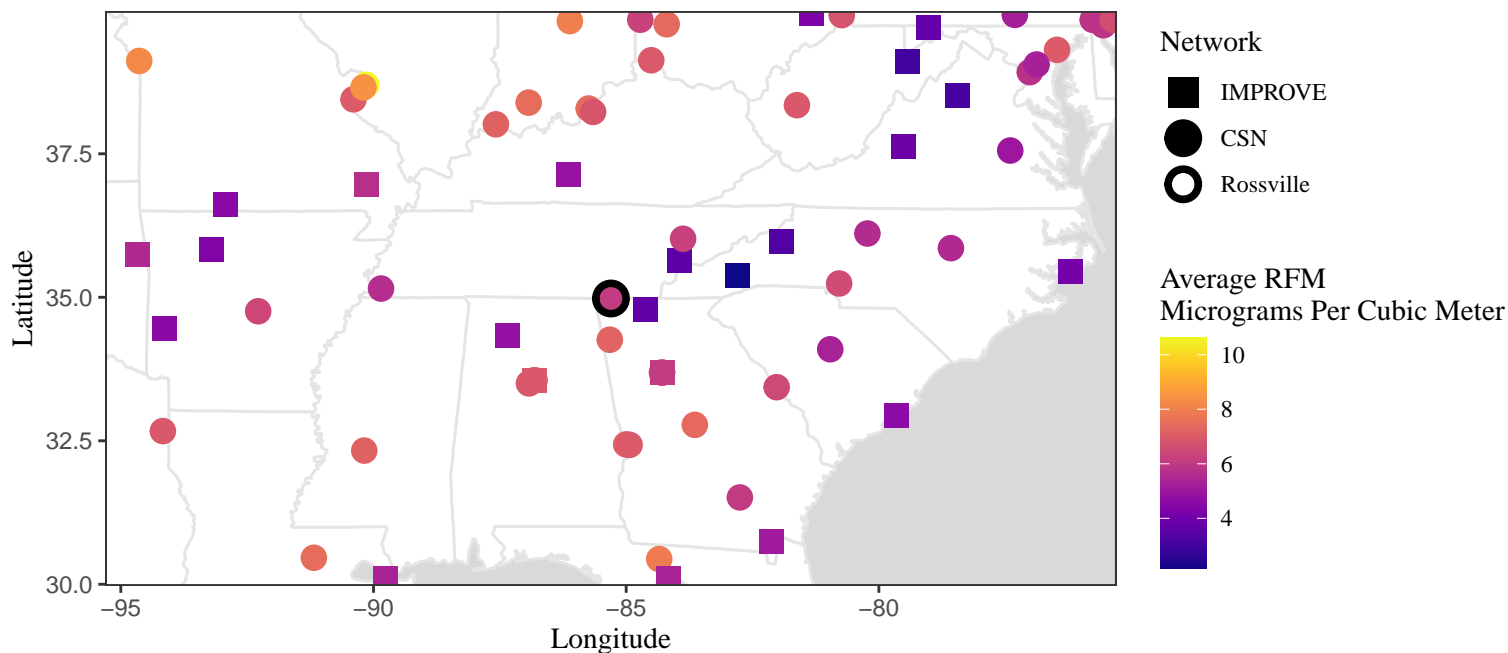 37.5
35.0
32.5
30.0
Latitude
−95
−90
−85
−80
Longitude
Network
IMPROVE
CSN
Rossville
Average RFM
Micrograms Per Cubic Meter
10
8
6
4